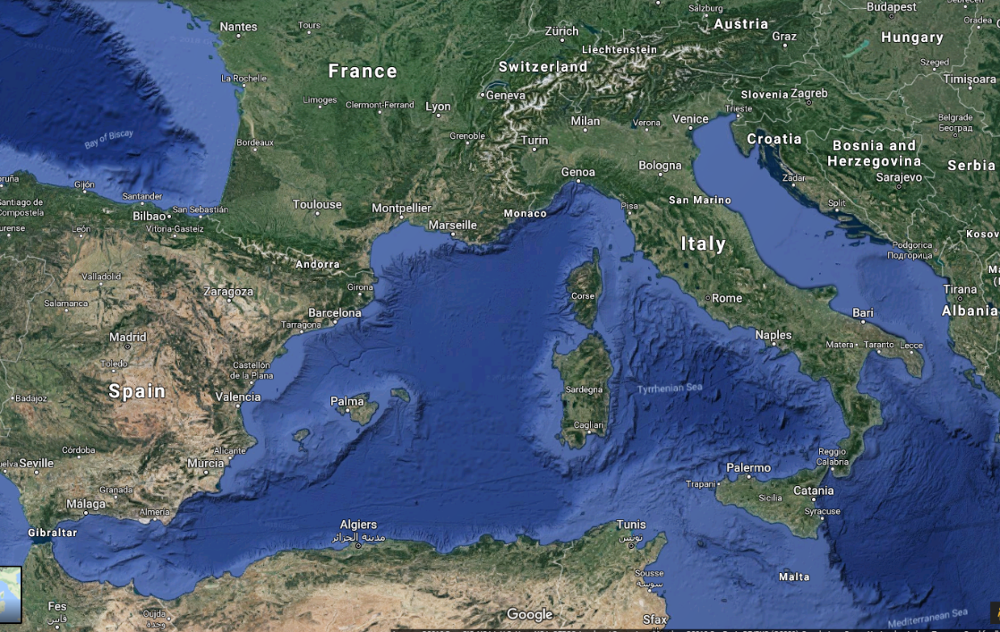 Salzburg
Budapest
Debrecen
Nantes
Tours
Zürich
Austria
Oradea
Graz
Hungary
Liechtenstein
Switzerland
Szeged
France
La Rochelle
Timișoara
Geneva
Slovenia
Zagreb
Limoges
Clermont-Ferrand
Lyon
Trieste
Milan
Verona
Venice
Belgrade
Београд
Bay of Biscay
Bordeaux
Grenoble
Turin
Croatia
Bosnia and
Herzegovina
Serbia
Bologna
Genoa
Sarajevo
Zadar
Gijón
Santander
Santiago de
Compostela
San Sebastián
Bilbao
Toulouse
Montpellier
Monaco
Pisa
San Marino
Split
León
Vitoria-Gasteiz
Marseille
Italy
Podgorica
Подгорица
Andorra
Valladolid
Zaragoza
Girona
Corse
Rome
Tirana
Salamanca
Barcelona
Tarragona
Bari
Albania
Madrid
Naples
Matera
Taranto
Lecce
Toledo
Castellón
de la Plana
Spain
Valencia
Palma
Sardegna
Tyrrhenian Sea
Badajoz
Cagliari
Córdoba
Alicante
Seville
Murcia
Reggio
Calabria
Palermo
Trapani
Granada
Sicilia
Catania
Málaga
Almería
Syracuse
Gibraltar
Algiers
مدينة الجزائر
Tunis
تونس
Sousse
سوسة
Malta
Fes
فاس
Oujda
وجدة
Google
Sfax
Mediterranean Sea